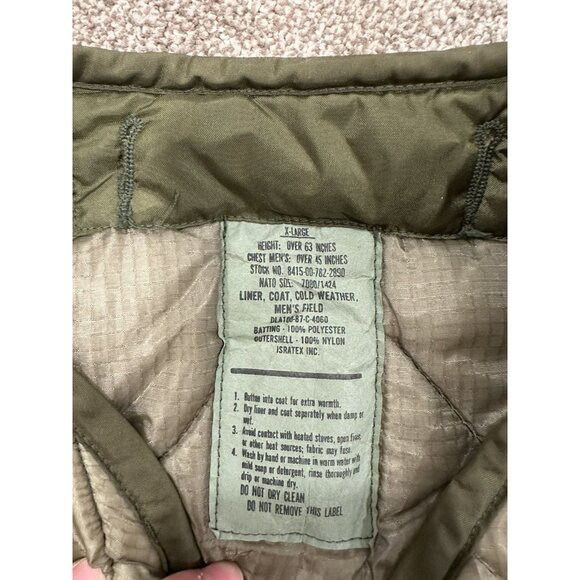 X-LARGE
HEIGHT: OVER 63 INCHES
CHEST MEN'S: OVER 45 INCHES
STOCK NO. 8415-00-782-2890
NATO SIZE: 7080/1424
LINER, COAT, COLD WEATHER,
MEN'S FIELD
DLA100-87-C-4060
BATTING - 100% POLYESTER
OUTERSHELL - 100% NYLON
ISRATEX INC.
1. Button into coat for extra warmth.
2. Dry liner and coat separately when damp or
wet.
3. Avoid contact with heated stoves, open fires,
or other heat sources; fabric may fuse.
4. Wash by hand or machine in warm water with
mild soap or detergent, rinse thoroughly and
drip or machine dry.
DO NOT DRY CLEAN
DO NOT REMOVE THIS LABEL